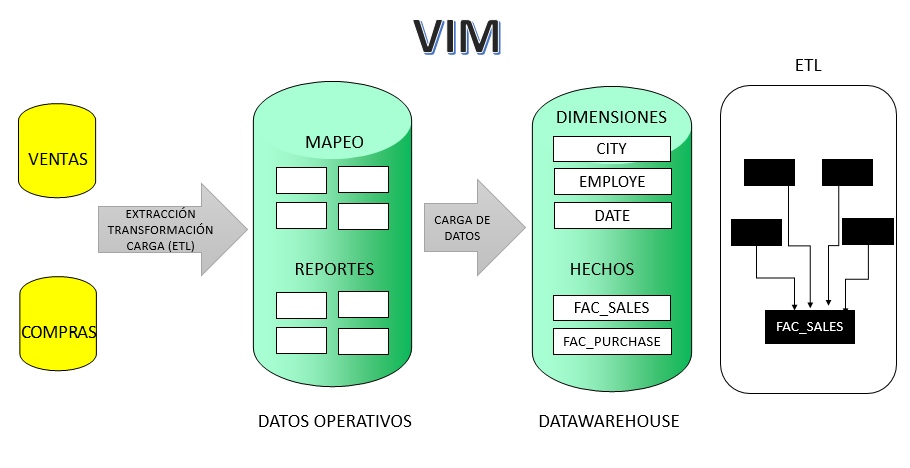 VIM
VENTAS
COMPRAS
EXTRACCIÓN
TRANSFORMACIÓN
CARGA (ETL)
MAPEO
REPORTES
DATOS OPERATIVOS
CARGA DE
DATOS
DIMENSIONES
CITY
EMPLOYE
DATE
HECHOS
FAC_SALES
FAC_PURCHASE
DATAWAREHOUSE
ETL
FAC_SALES